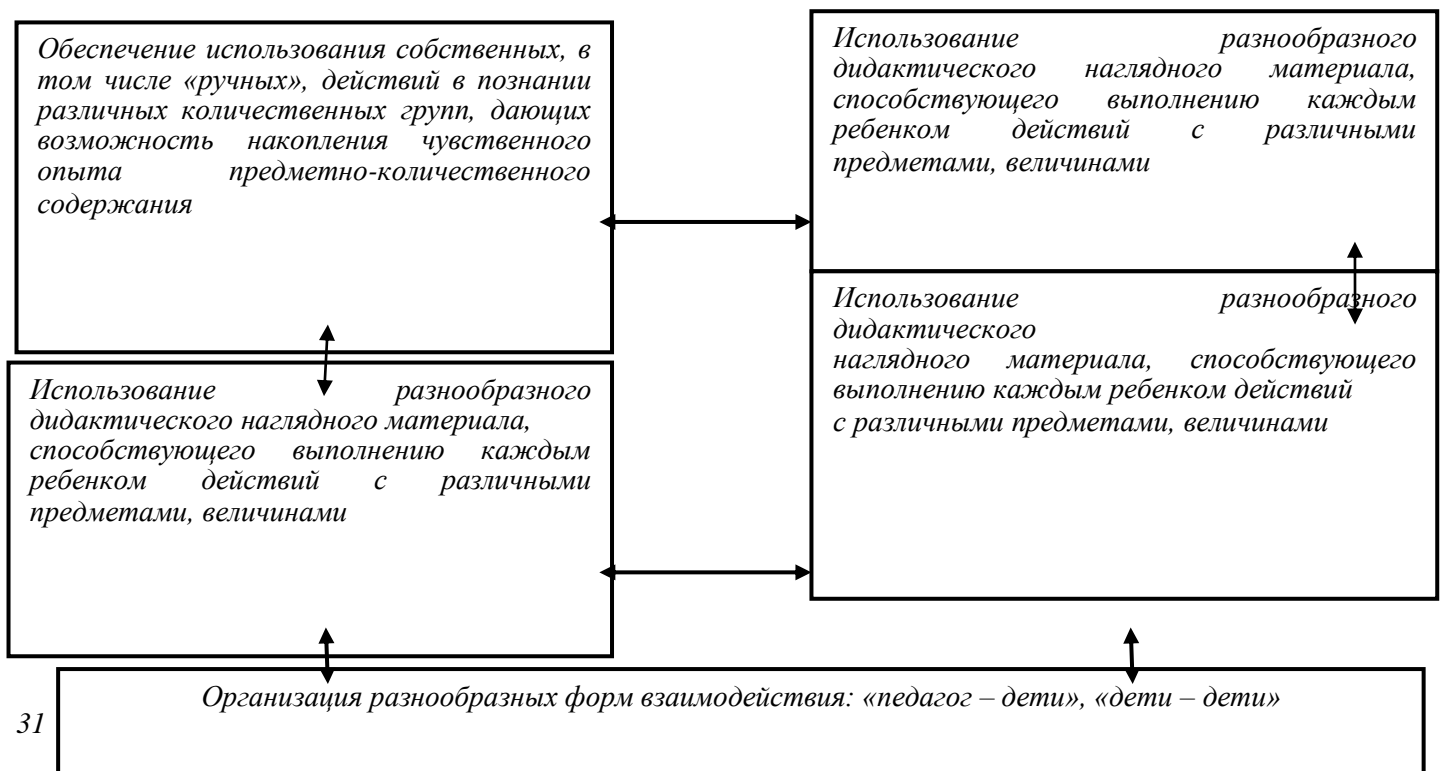 Обеспечение использования собственных, в
том числе «ручных», действий в познании
различных количественных групп, дающих
возможность накопления чувственного
опыта предметно-количественного
содержания
Использование разнообразного
дидактического наглядного материала,
способствующего выполнению каждым
ребенком действий с различными
предметами, величинами
Использование разнообразного
дидактического наглядного материала,
способствующего выполнению каждым
ребенком действий с различными
предметами, величинами
Использование разнообразного
дидактического
наглядного материала, способствующего
выполнению каждым ребенком действий
с различными предметами, величинами
Организация разнообразных форм взаимодействия: «педагог – дети», «дети – дети»
31